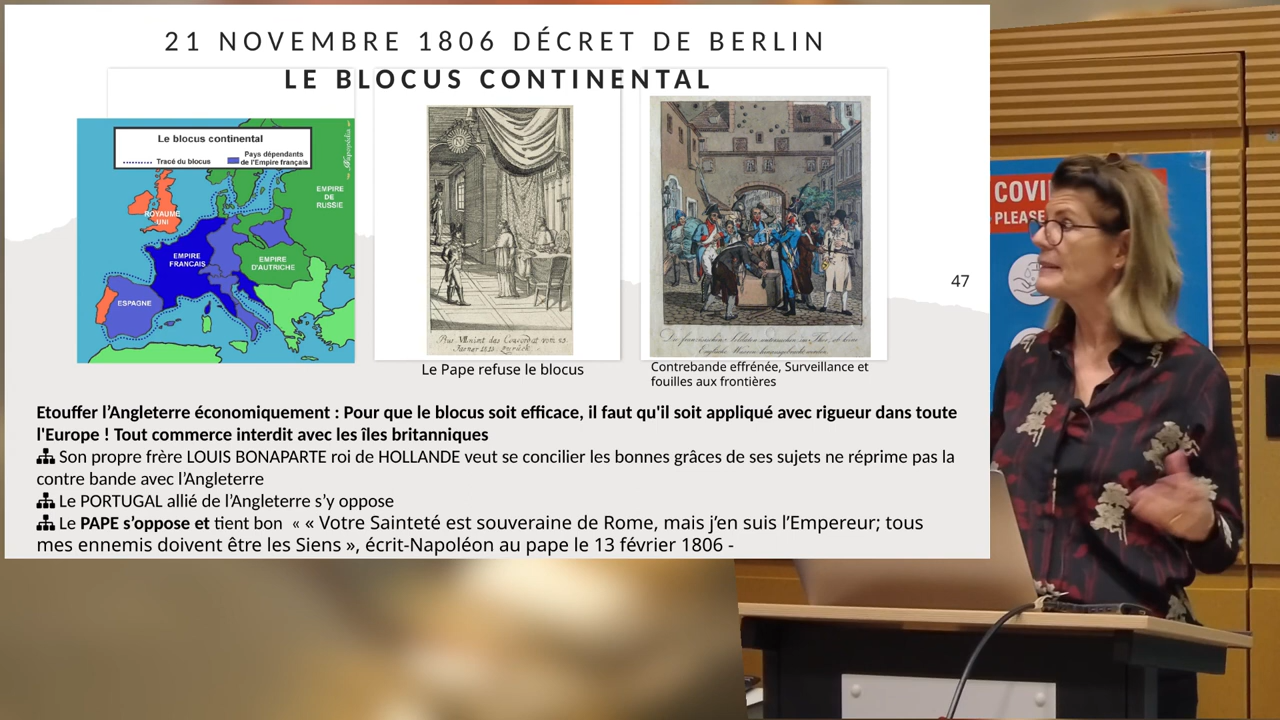 21 NOVEMBRE 1806 DÉCRET DE BERLIN
LE BLOCUS CONTINENTAL
Le blocus continental
Tracé du blocus
Pays dépendants
de l'Empire français
ROYAUME
UNI
EMPIRE
DE
RUSSIE
EMPIRE
FRANCAIS
EMPIRE
D'AUTRICHE
ESPAGNE
Le Pape refuse le blocus
Contrebande effrénée, Surveillance et
fouilles aux frontières
47
COVI
PLEASE
Etouffer l’Angleterre économiquement : Pour que le blocus soit efficace, il faut qu'il soit appliqué avec rigueur dans toute
l'Europe ! Tout commerce interdit avec les îles britanniques
Son propre frère LOUIS BONAPARTE roi de HOLLANDE veut se concilier les bonnes grâces de ses sujets ne réprime pas la
contre bande avec l’Angleterre
Le PORTUGAL allié de l’Angleterre s’y oppose
Le PAPE s’oppose et tient bon « « Votre Sainteté est souveraine de Rome, mais j’en suis l’Empereur; tous
mes ennemis doivent être les Siens », écrit-Napoléon au pape le 13 février 1806 -